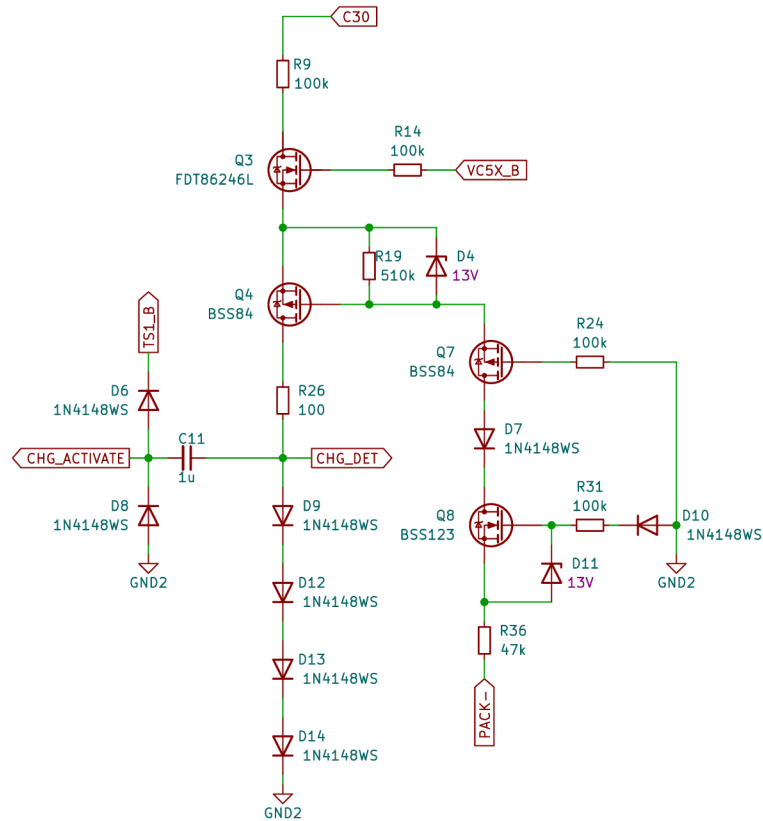 C30
R9
100k
R14
100k
Q3
FDT86246L
VC5X_B
R19
510k
D4
13V
Q4
BSS84
TS1_B
R24
100k
Q7
BSS84
D6
1N4148WS
R26
100
D7
1N4148WS
C11
1u
CHG_ACTIVATE
CHG_DET
D8
1N4148WS
D9
1N4148WS
Q8
BSS123
R31
100k
D10
1N4148WS
GND2
D11
13V
GND2
D12
1N4148WS
R36
47k
D13
1N4148WS
PACK-
D14
1N4148WS
GND2